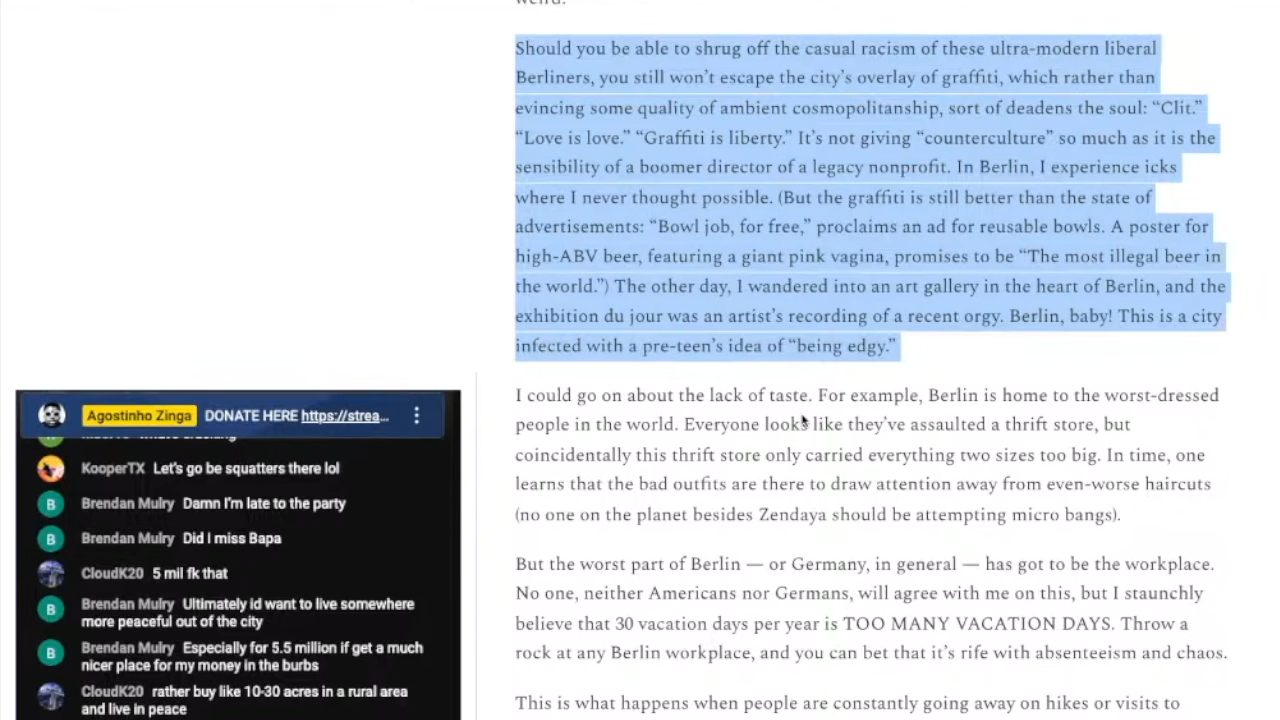 weird.
Should you be able to shrug off the casual racism of these ultra-modern liberal
Berliners, you still won’t escape the city’s overlay of graffiti, which rather than
evincing some quality of ambient cosmopolitanship, sort of deadens the soul: “Clit.”
“Love is love.” “Graffiti is liberty.” It’s not giving “counterculture” so much as it is the
sensibility of a boomer director of a legacy nonprofit. In Berlin, I experience icks
where I never thought possible. (But the graffiti is still better than the state of
advertisements: “Bowl job, for free,” proclaims an ad for reusable bowls. A poster for
high-ABV beer, featuring a giant pink vagina, promises to be “The most illegal beer in
the world.”) The other day, I wandered into an art gallery in the heart of Berlin, and the
exhibition du jour was an artist’s recording of a recent orgy. Berlin, baby! This is a city
infected with a pre-teen’s idea of “being edgy.”
I could go on about the lack of taste. For example, Berlin is home to the worst-dressed
people in the world. Everyone looks like they’ve assaulted a thrift store, but
coincidentally this thrift store only carried everything two sizes too big. In time, one
learns that the bad outfits are there to draw attention away from even-worse haircuts
(no one on the planet besides Zendaya should be attempting micro bangs).
But the worst part of Berlin — or Germany, in general — has got to be the workplace.
No one, neither Americans nor Germans, will agree with me on this, but I staunchly
believe that 30 vacation days per year is TOO MANY VACATION DAYS. Throw a
rock at any Berlin workplace, and you can bet that it’s rife with absenteeism and chaos.
This is what happens when people are constantly going away on hikes or visits to
Agostinho Zinga DONATE HERE https://strea...
KooperTX Let's go be squatters there lol
B Brendan Mulry Damn I'm late to the party
B Brendan Mulry Did I miss Bapa
CloudK20 5 mil fk that
B Brendan Mulry Ultimately id want to live somewhere
more peaceful out of the city
B Brendan Mulry Especially for 5.5 million if get a much
nicer place for my money in the burbs
CloudK20 rather buy like 10-30 acres in a rural area
and live in peace